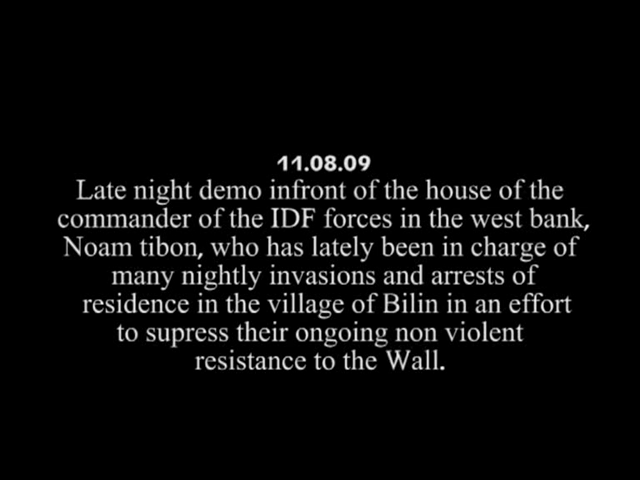 11.08.09
Late night demo infront of the house of the
commander of the IDF forces in the west bank,
Noam tibon, who has lately been in charge of
many nightly invasions and arrests of
residence in the village of Bilin in an effort
to supress their ongoing non violent
resistance to the Wall.